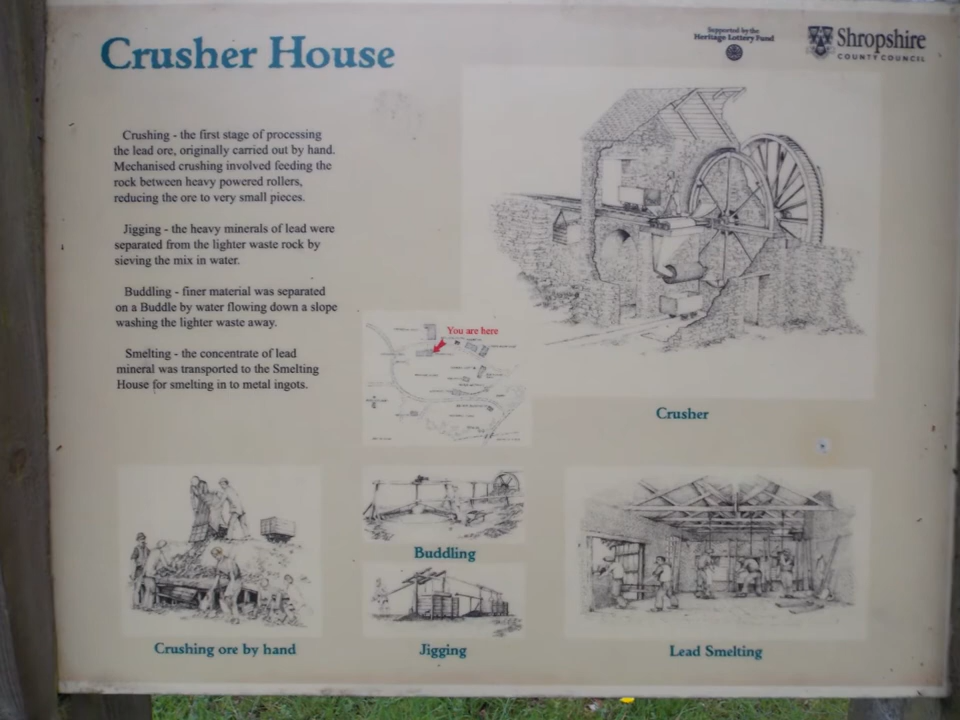 Crusher House
Supported by the
Heritage Lottery Fund
Shropshire
COUNTY COUNCIL
Crushing - the first stage of processing
the lead ore, originally carried out by hand.
Mechanised crushing involved feeding the
rock between heavy powered rollers,
reducing the ore to very small pieces.
Jigging - the heavy minerals of lead were
separated from the lighter waste rock by
sieving the mix in water.
Buddling - finer material was separated
on a Buddle by water flowing down a slope
washing the lighter waste away.
Smelting - the concentrate of lead
mineral was transported to the Smelting
House for smelting in to metal ingots.
You are here
Crusher
Buddling
Crushing ore by hand
Jigging
Lead Smelting